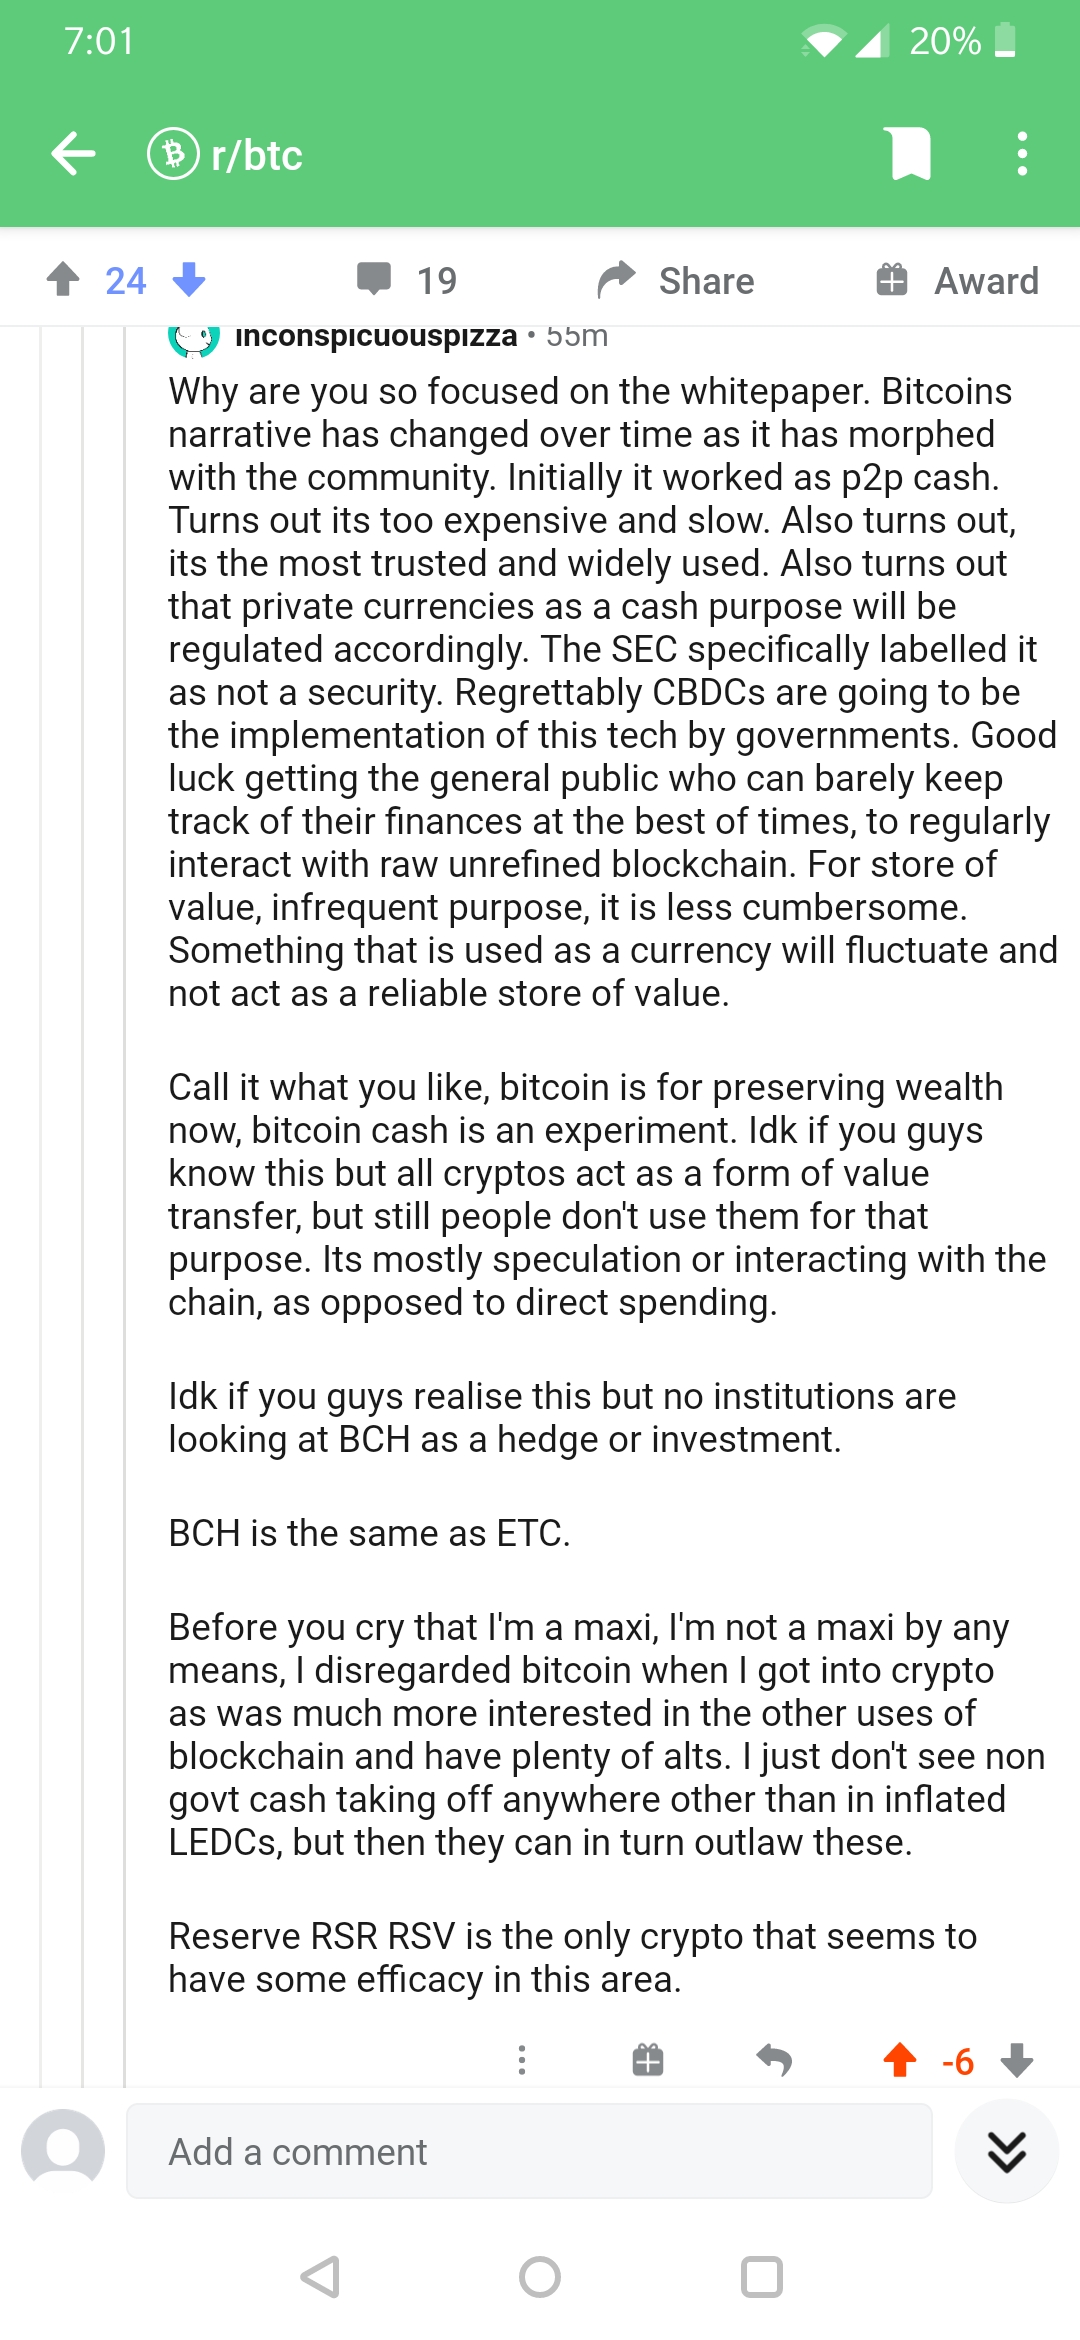 7:01
20%
r/btc
24
19
Share
Award
inconspicuouspizza • 55m
Why are you so focused on the whitepaper. Bitcoins
narrative has changed over time as it has morphed
with the community. Initially it worked as p2p cash.
Turns out its too expensive and slow. Also turns out,
its the most trusted and widely used. Also turns out
that private currencies as a cash purpose will be
regulated accordingly. The SEC specifically labelled it
as not a security. Regrettably CBDCs are going to be
the implementation of this tech by governments. Good
luck getting the general public who can barely keep
track of their finances at the best of times, to regularly
interact with raw unrefined blockchain. For store of
value, infrequent purpose, it is less cumbersome.
Something that is used as a currency will fluctuate and
not act as a reliable store of value.
Call it what you like, bitcoin is for preserving wealth
now, bitcoin cash is an experiment. Idk if you guys
know this but all cryptos act as a form of value
transfer, but still people don't use them for that
purpose. Its mostly speculation or interacting with the
chain, as opposed to direct spending.
Idk if you guys realise this but no institutions are
looking at BCH as a hedge or investment.
BCH is the same as ETC.
Before you cry that I'm a maxi, I'm not a maxi by any
means, I disregarded bitcoin when I got into crypto
as was much more interested in the other uses of
blockchain and have plenty of alts. I just don't see non
govt cash taking off anywhere other than in inflated
LEDCs, but then they can in turn outlaw these.
Reserve RSR RSV is the only crypto that seems to
have some efficacy in this area.
-6
Add a comment